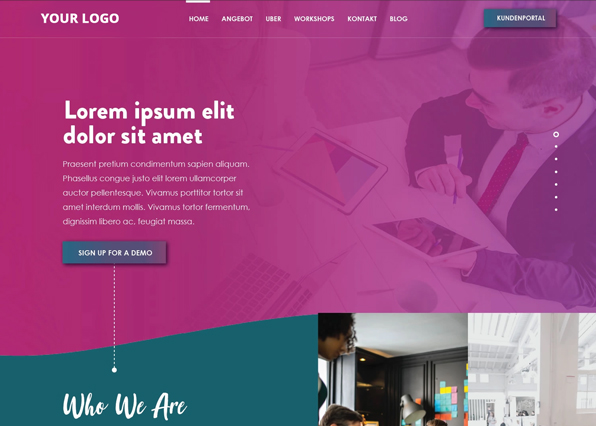 YOUR LOGO
HOME ANGEBOT UBER WORKSHOPS KONTAKT BLOG
KUNDENPORTAL
Lorem ipsum elit
dolor sit amet
Praesent pretium condimentum sapien aliquam.
Phasellus congue justo elit lorem ullamcorper
auctor pellentesque. Vivamus porttitor tortor sit
amet interdum mollis. Vivamus tortor fermentum,
dignissim libero ac, feugiat massa.
SIGN UP FOR A DEMO
Who We Are